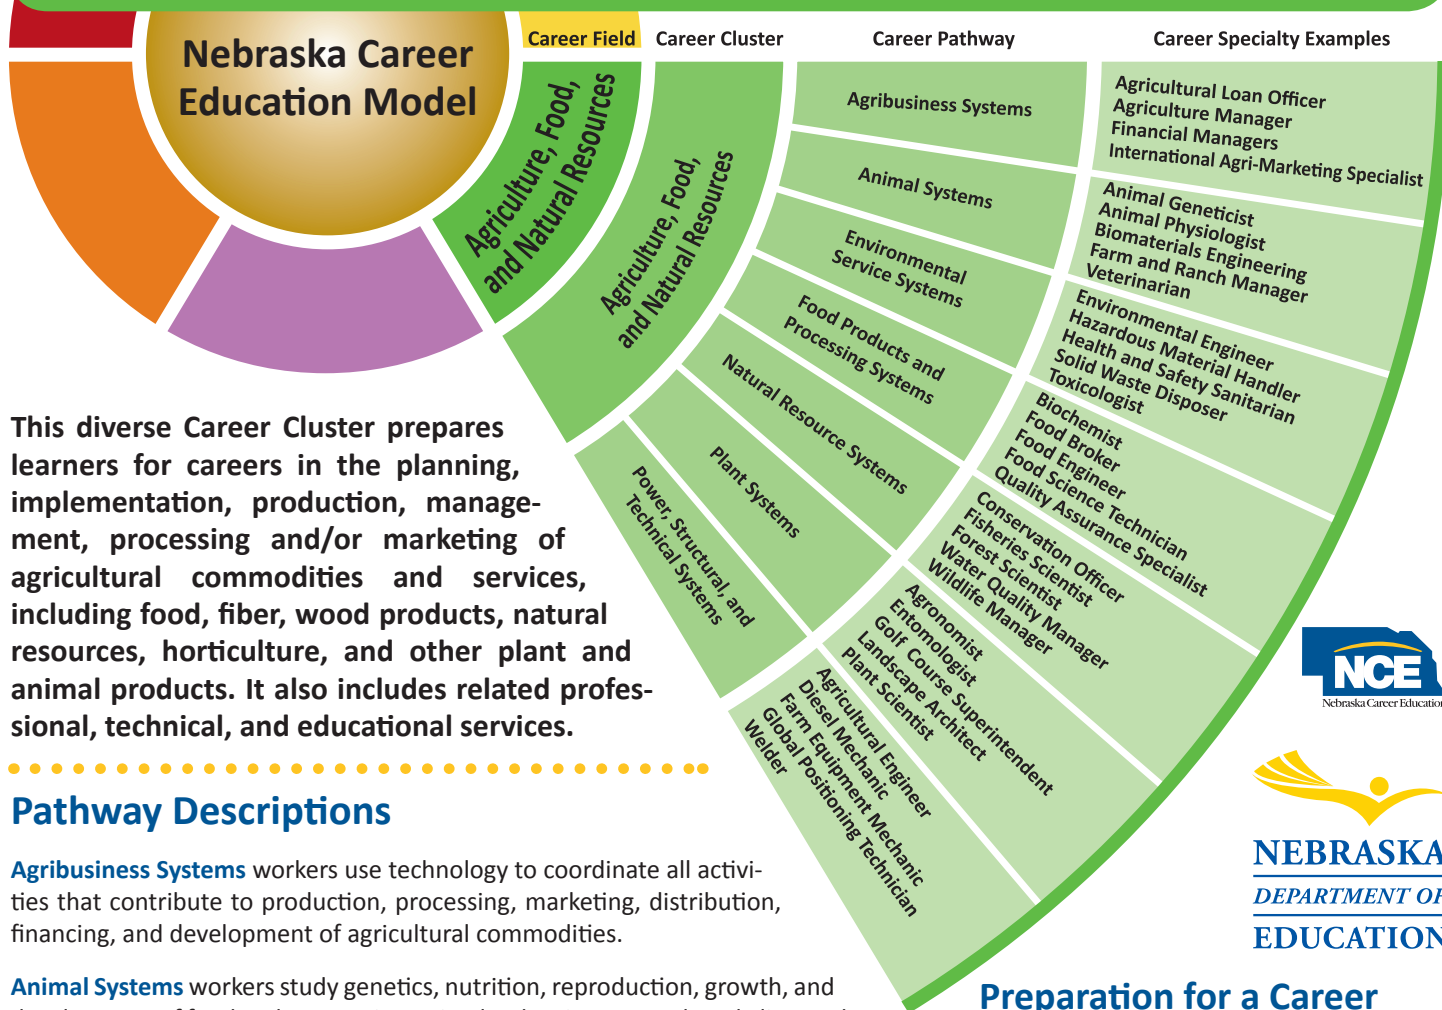 Nebraska Career
Education Model
Career Field
Career Cluster
Career Pathway
Career Specialty Examples
Agriculture, Food,
and Natural Resources
Agriculture, Food,
and Natural Resources
Agribusiness Systems
Agricultural Loan Officer
Agriculture Manager
Financial Managers
International Agri-Marketing Specialist
Animal Systems
Animal Geneticist
Animal Physiologist
Biomaterials Engineering
Farm and Ranch Manager
Veterinarian
Environmental
Service Systems
Environmental Engineer
Hazardous Material Handler
Health and Safety Sanitarian
Solid Waste Disposer
Toxicologist
Food Products and
Processing Systems
Biochemist
Food Broker
Food Engineer
Food Science Technician
Quality Assurance Specialist
Natural Resource Systems
Conservation Officer
Fisheries Scientist
Forest Scientist
Water Quality Manager
Wildlife Manager
Plant Systems
Agronomist
Entomologist
Golf Course Superintendent
Landscape Architect
Plant Scientist
Power, Structural, and
Technical Systems
Agricultural Engineer
Diesel Mechanic
Farm Equipment Mechanic
Global Positioning Technician
Welder
This diverse Career Cluster prepares
learners for careers in the planning,
implementation, production, manage-
ment, processing and/or marketing of
agricultural commodities and services,
including food, fiber, wood products, natural
resources, horticulture, and other plant and
animal products. It also includes related profes-
sional, technical, and educational services.
Pathway Descriptions
Agribusiness Systems workers use technology to coordinate all activi-
ties that contribute to production, processing, marketing, distribution,
financing, and development of agricultural commodities.
Animal Systems workers study genetics, nutrition, reproduction, growth, and
NCE
Nebraska Career Education
NEBRASKA
DEPARTMENT OF
EDUCATION
Preparation for a Career